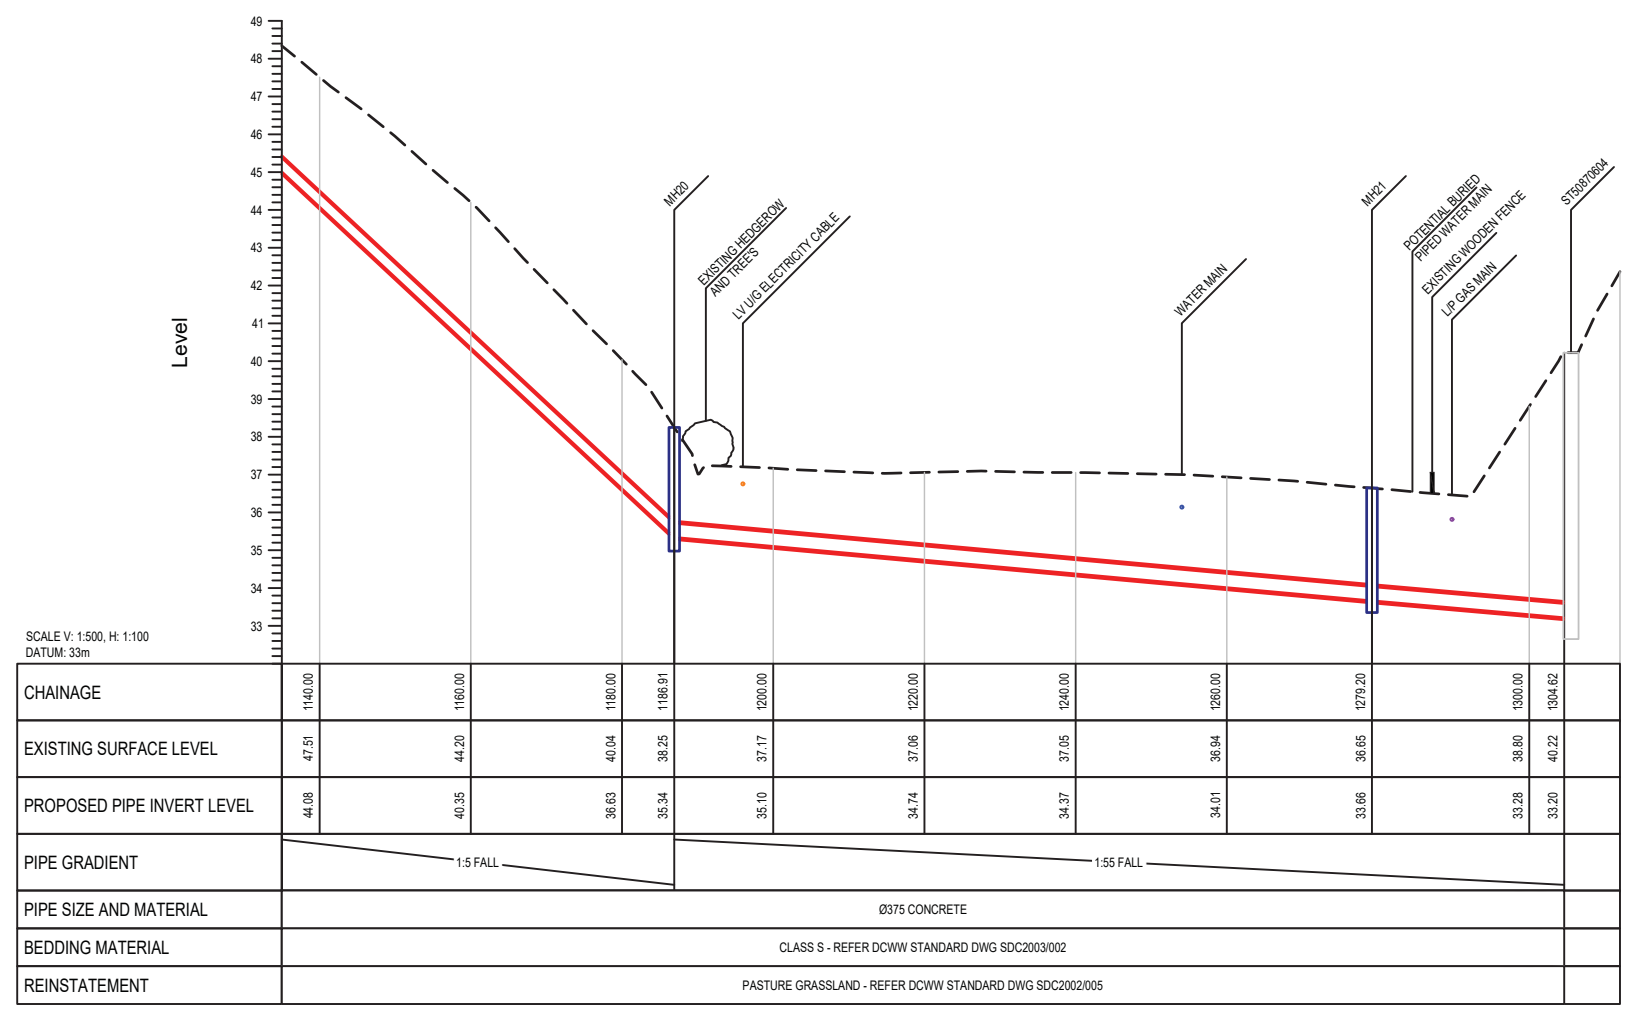 49
48
47
46
45
44
43
42
41
40
39
38
37
36
35
34
33
Level
MH20
EXISTING HEDGEROW
AND TREES
LV U/G ELECTRICITY CABLE
WATER MAIN
MH21
POTENTIAL BURIED
PIPED WATER MAIN
EXISTING WOODEN FENCE
L/P GAS MAIN
ST50870604
SCALE V: 1:500, H: 1:100
DATUM: 33m
CHAINAGE 1140.00 1160.00 1180.00 1186.91 1200.00 1220.00 1240.00 1260.00 1279.20 1300.00 1304.62
EXISTING SURFACE LEVEL 47.51 44.20 40.04 38.25 37.17 37.06 37.05 36.94 36.65 38.80 40.22
PROPOSED PIPE INVERT LEVEL 44.08 40.35 36.63 35.34 35.10 34.74 34.37 34.01 33.66 33.28 33.20
PIPE GRADIENT 1:5 FALL 1:55 FALL
PIPE SIZE AND MATERIAL Ø375 CONCRETE
BEDDING MATERIAL CLASS S - REFER DCWW STANDARD DWG SDC2003/002
REINSTATEMENT PASTURE GRASSLAND - REFER DCWW STANDARD DWG SDC2002/005